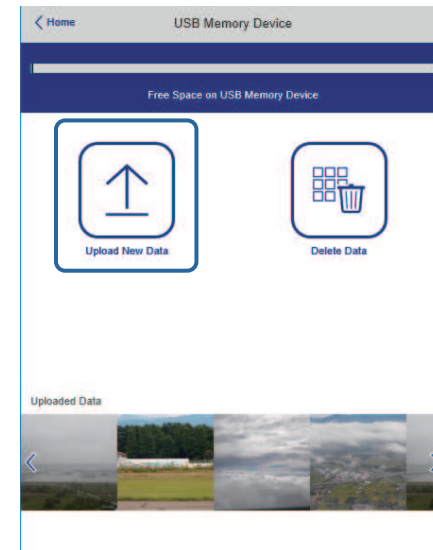 Home
USB Memory Device
Free Space on USB Memory Device
Upload New Data
Delete Data
Uploaded Data